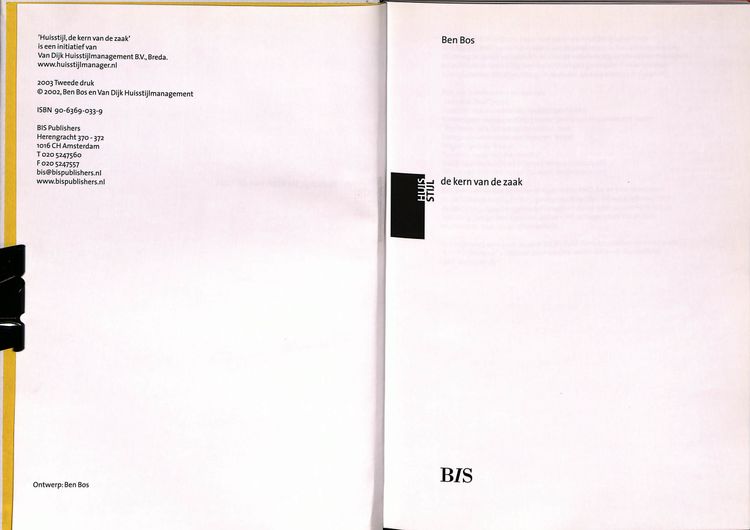 'Huisstijl, de kern van de zaak'
is een initiatief van
Van Dijk Huisstijlmanagement B.V., Breda.
www.huisstijlmanager.nl
2003 Tweede druk
© 2002, Ben Bos en Van Dijk Huisstijlmanagement
ISBN 90-6369-033-9
BIS Publishers
Herengracht 370 - 372
1016 CH Amsterdam
T 020 5247560
F 020 5247557
bis@bispublishers.nl
www.bispublishers.nl
Ontwerp: Ben Bos
Ben Bos
HUIS
STIJL
de kern van de zaak
BIS